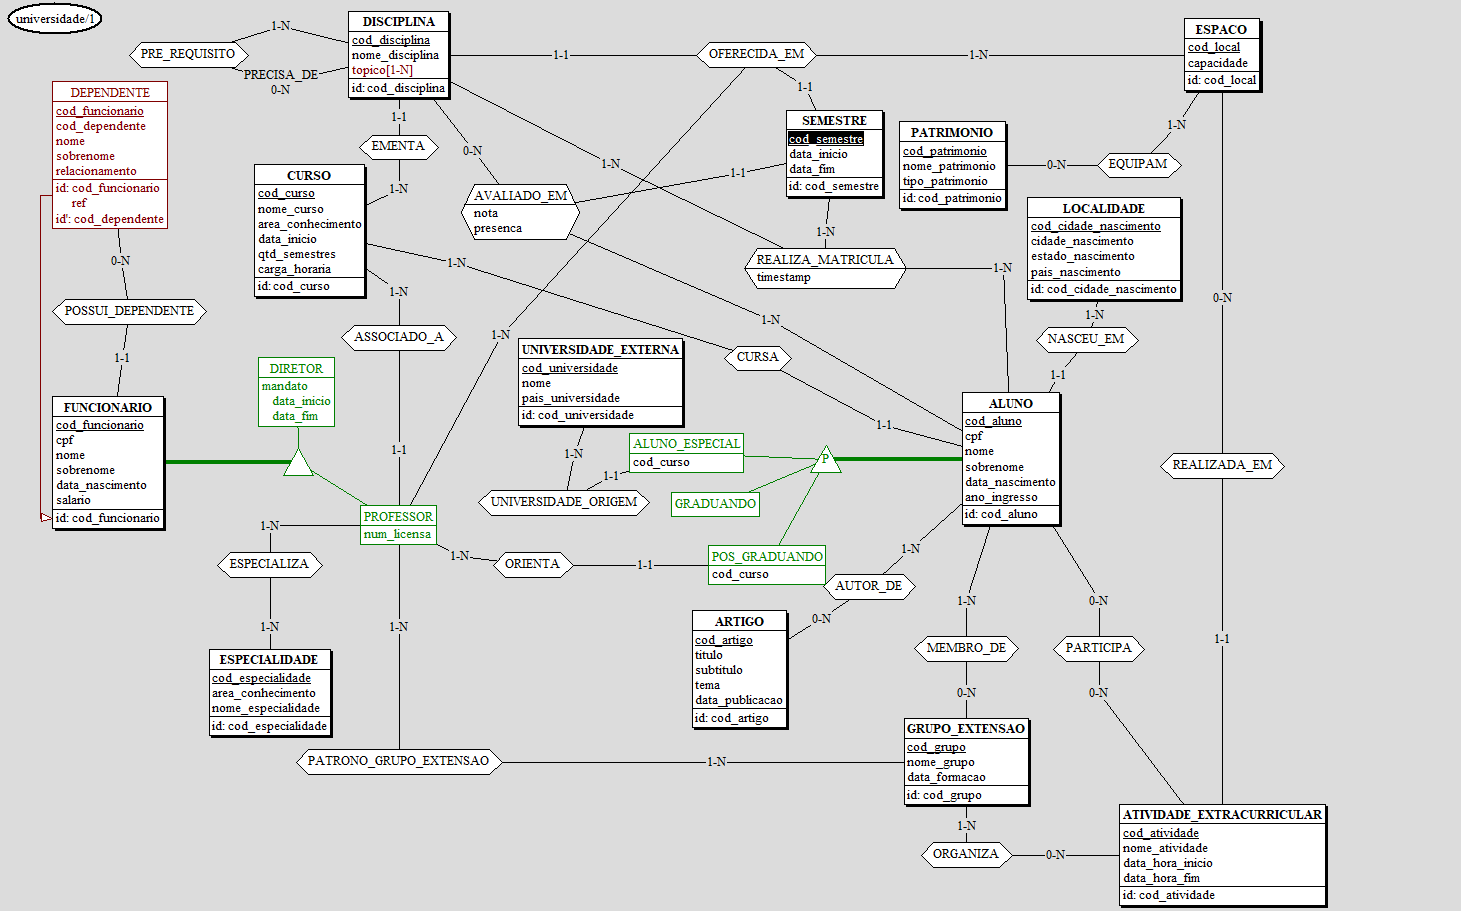 universidade/1
DISCIPLINA
cod_disciplina
nome_disciplina
topico[1-N]
id: cod_disciplina
1-N
PRE_REQUISITO
PRECISA_DE
0-N
1-1
OFERECIDA_EM
1-N
1-1
ESPACO
cod_local
capacidade
id: cod_local
DEPENDENTE
cod_funcionario
cod_dependente
nome
sobrenome
relacionamento
id: cod_funcionario
ref
id': cod_dependente
1-1
EMENTA
1-N
0-N
1-N
SEMESTRE
cod_semestre
data_inicio
data_fim
id: cod_semestre
PATRIMONIO
cod_patrimonio
nome_patrimonio
tipo_patrimonio
id: cod_patrimonio
1-N
0-N
EQUIPAM
CURSO
cod_curso
nome_curso
area_conhecimento
data_inicio
qtd_semestres
carga_horaria
id: cod_curso
AVALIADO_EM
nota
presenca
1-1
LOCALIDADE
cod_cidade_nascimento
cidade_nascimento
estado_nascimento
pais_nascimento
id: cod_cidade_nascimento
1-N
REALIZA_MATRICULA
timestamp
1-N
0-N
POSSUI_DEPENDENTE
1-1
1-N
1-N
ASSOCIADO_A
1-N
1-N
CURSA
0-N
1-N
NASCEU_EM
1-1
UNIVERSIDADE_EXTERNA
cod_universidade
nome
pais_universidade
id: cod_universidade
DIRETOR
mandato
data_inicio
data_fim
FUNCIONARIO
cod_funcionario
cpf
nome
sobrenome
data_nascimento
salario
id: cod_funcionario
1-1
1-N
1-1
UNIVERSIDADE_ORIGEM
ALUNO_ESPECIAL
cod_curso
P
GRADUANDO
1-1
ALUNO
cod_aluno
cpf
nome
sobrenome
data_nascimento
ano_ingresso
id: cod_aluno
REALIZADA_EM
PROFESSOR
num_licensa
1-N
ESPECIALIZA
1-N
1-N
ORIENTA
1-1
POS_GRADUANDO
cod_curso
1-N
AUTOR_DE
0-N
ARTIGO
cod_artigo
titulo
subtitulo
tema
data_publicacao
id: cod_artigo
1-N
MEMBRO_DE
0-N
0-N
PARTICIPA
0-N
1-1
ESPECIALIDADE
cod_especialidade
area_conhecimento
nome_especialidade
id: cod_especialidade
1-N
PATRONO_GRUPO_EXTENSAO
1-N
GRUPO_EXTENSAO
cod_grupo
nome_grupo
data_formacao
id: cod_grupo
1-N
ORGANIZA
0-N
ATIVIDADE_EXTRACURRICULAR
cod_atividade
nome_atividade
data_hora_inicio
data_hora_fim
id: cod_atividade